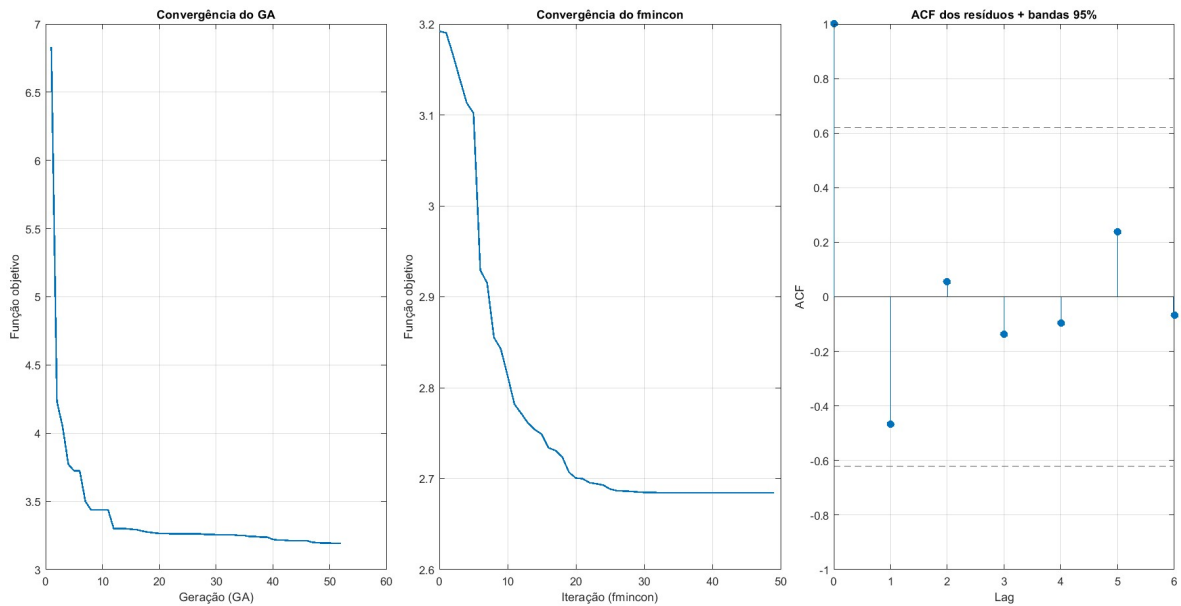 Convergência do GA
7
6.5
6
5.5
5
4.5
4
3.5
3
Função objetivo
0 10 20 30 40 50 60
Geração (GA)
Convergência do fmincon
3.2
3.1
3
2.9
2.8
2.7
2.6
Função objetivo
0 10 20 30 40 50
Iteração (fmincon)
ACF dos resíduos + bandas 95%
1
0.8
0.6
0.4
0.2
0
-0.2
-0.4
-0.6
-0.8
-1
ACF
0 1 2 3 4 5 6
Lag